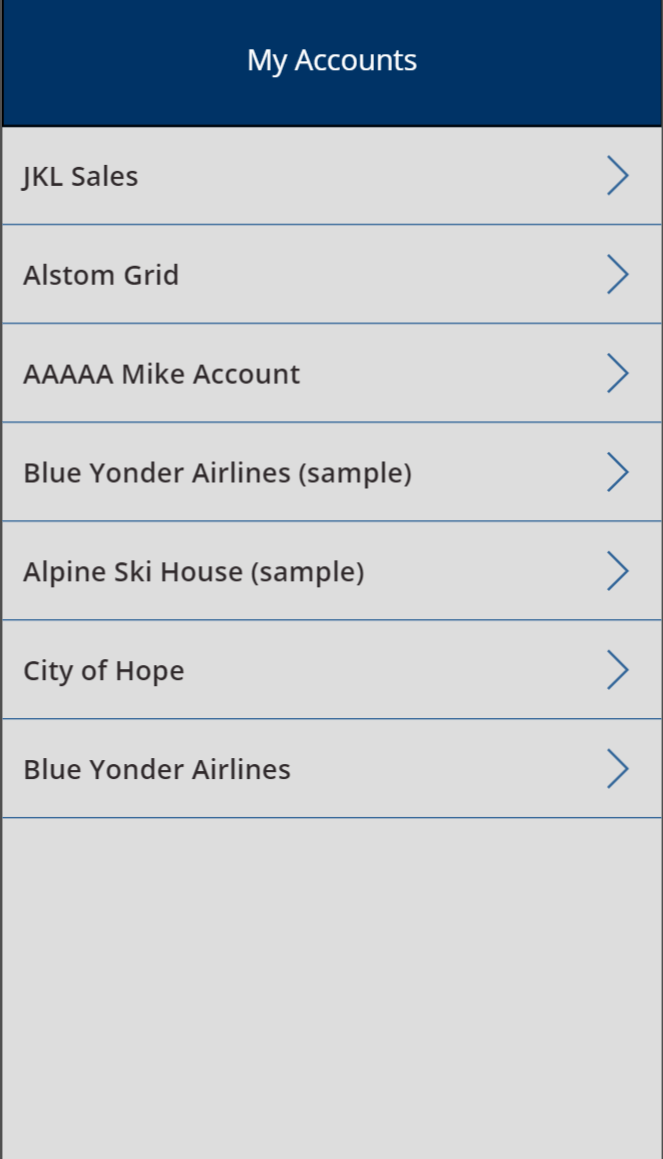 My Accounts
JKL Sales
Alstom Grid
AAAAA Mike Account
Blue Yonder Airlines (sample)
Alpine Ski House (sample)
City of Hope
Blue Yonder Airlines